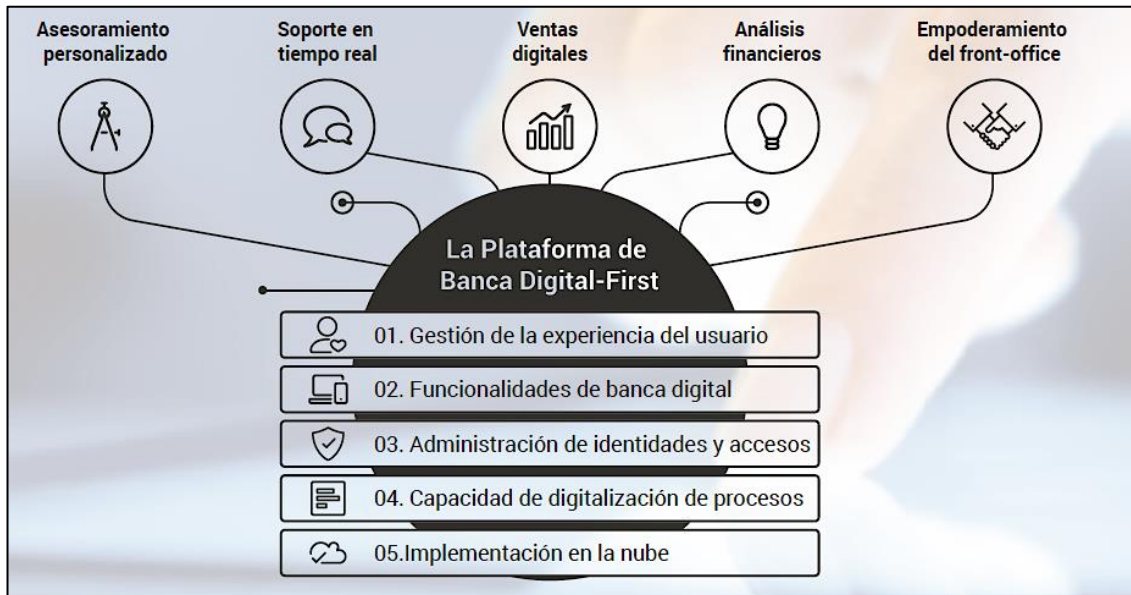 Asesoramiento
personalizado
Soporte en
tiempo real
Ventas
digitales
Análisis
financieros
Empoderamiento
del front-office
La Plataforma de
Banca Digital-First
01. Gestión de la experiencia del usuario
02. Funcionalidades de banca digital
03. Administración de identidades y accesos
04. Capacidad de digitalización de procesos
05.Implementación en la nube